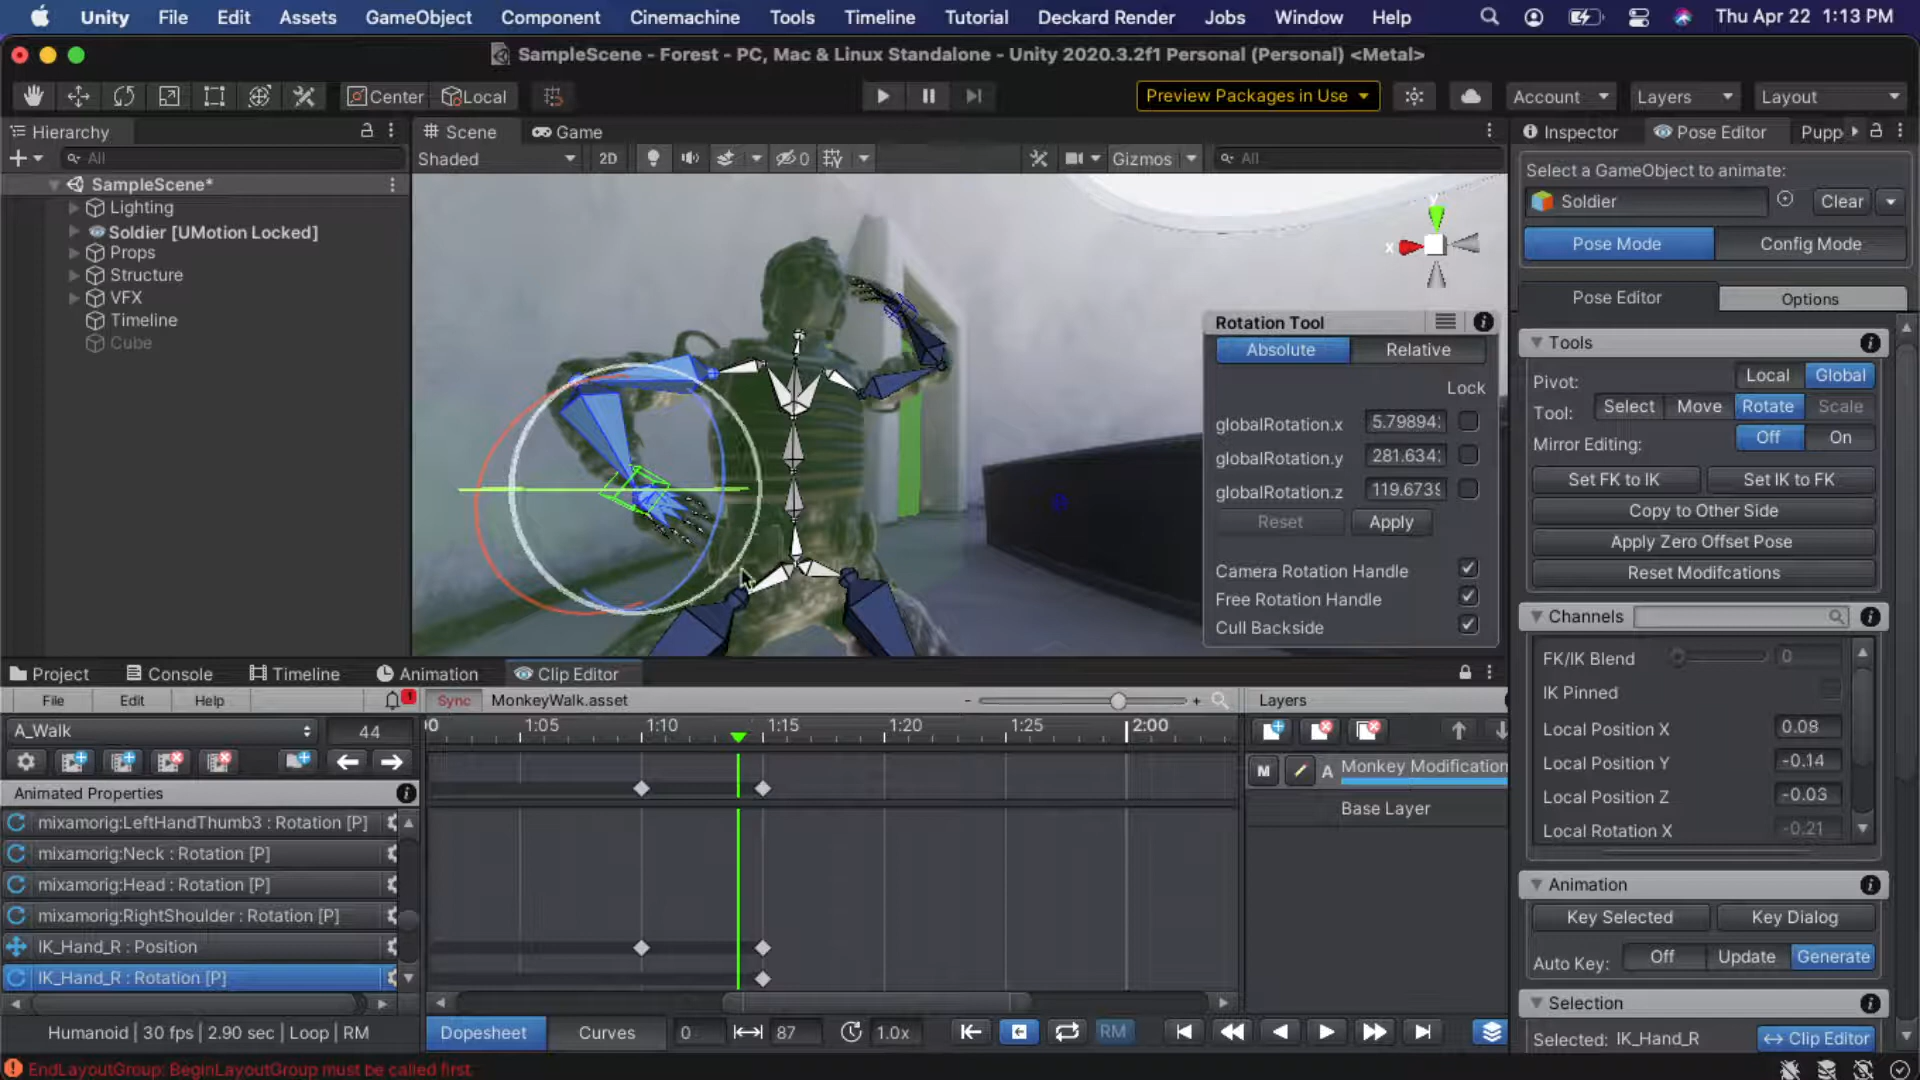 Unity File Edit Assets GameObject Component Cinemachine Tools Timeline Tutorial Deckard Render Jobs Window Help Thu Apr 22 1:13 PM
SampleScene - Forest - PC, Mac & Linux Standalone - Unity 2020.3.2f1 Personal (Personal) <Metal>
Center Local Preview Packages in Use Account Layers Layout
Hierarchy
All
SampleScene*
Lighting
Soldier [UMotion Locked]
Props
Structure
VFX
Timeline
Cube
Scene Game
Shaded 2D 0 Gizmos All
y
x
Rotation Tool
Absolute Relative
Lock
globalRotation.x 5.79894
globalRotation.y 281.634
globalRotation.z 119.673
Reset Apply
Camera Rotation Handle
Free Rotation Handle
Cull Backside
Inspector Pose Editor Pupp
Select a GameObject to animate:
Soldier Clear
Pose Mode Config Mode
Pose Editor Options
Tools
Pivot: Local Global
Tool: Select Move Rotate Scale
Mirror Editing: Off On
Set FK to IK Set IK to FK
Copy to Other Side
Apply Zero Offset Pose
Reset Modifcations
Channels
FK/IK Blend 0
IK Pinned
Local Position X 0.08
Local Position Y -0.14
Local Position Z -0.03
Local Rotation X -0.21
Animation
Key Selected Key Dialog
Auto Key: Off Update Generate
Selection
Selected: IK_Hand_R Clip Editor
Project Console Timeline Animation Clip Editor
File Edit Help 1 Sync MonkeyWalk.asset - +
A_Walk 44
Animated Properties
mixamorig:LeftHandThumb3 : Rotation [P]
mixamorig:Neck : Rotation [P]
mixamorig:Head : Rotation [P]
mixamorig:RightShoulder : Rotation [P]
IK_Hand_R : Position
IK_Hand_R : Rotation [P]
Humanoid | 30 fps | 2.90 sec | Loop | RM
00 1:05 1:10 1:15 1:20 1:25 2:00
Dopesheet Curves 0 87 1.0x RM
Layers
M A Monkey Modification
Base Layer
EndLayoutGroup: BeginLayoutGroup must be called first.